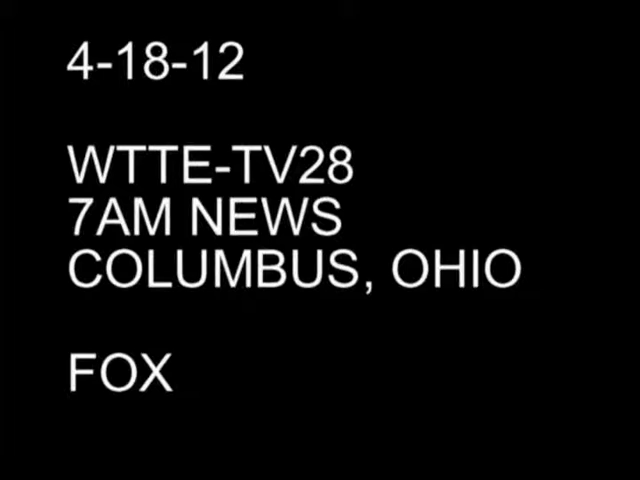 4-18-12
WTTE-TV28
7AM NEWS
COLUMBUS, OHIO
FOX